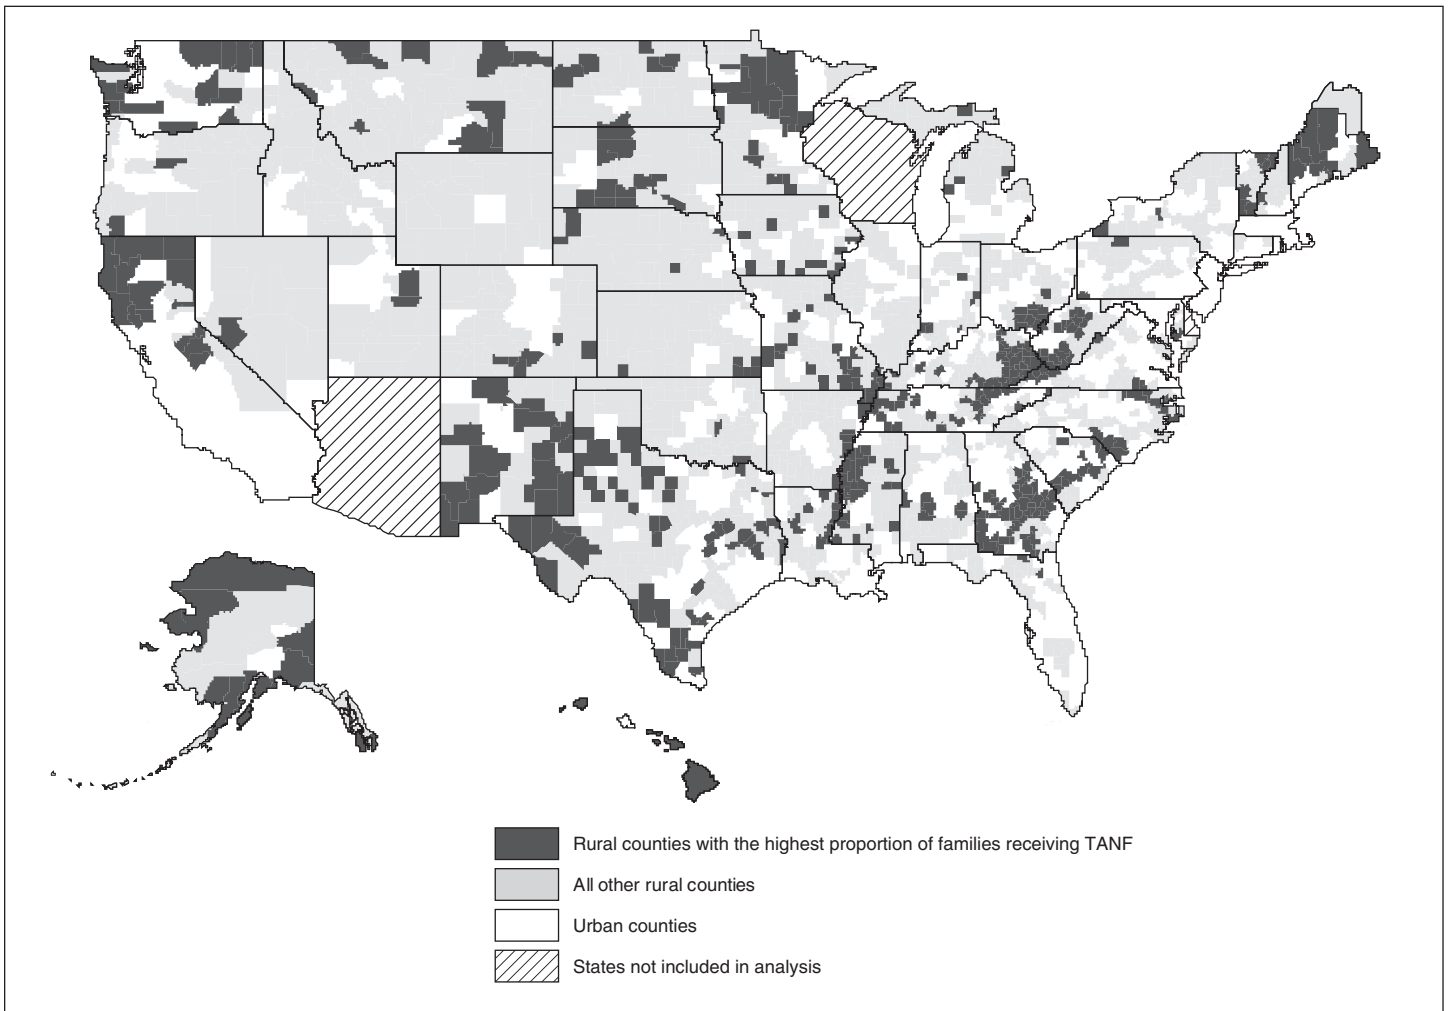 Rural counties with the highest proportion of families receiving TANF
All other rural counties
Urban counties
States not included in analysis